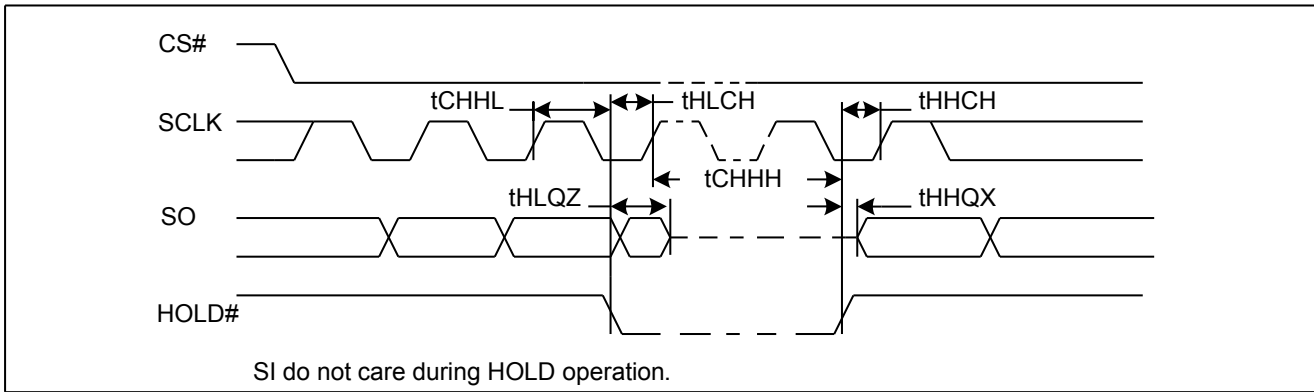 CS#
tCHHL
tHLCH
tHHCH
SCLK
tCHHH
tHLQZ
tHHQX
SO
HOLD#
SI do not care during HOLD operation.